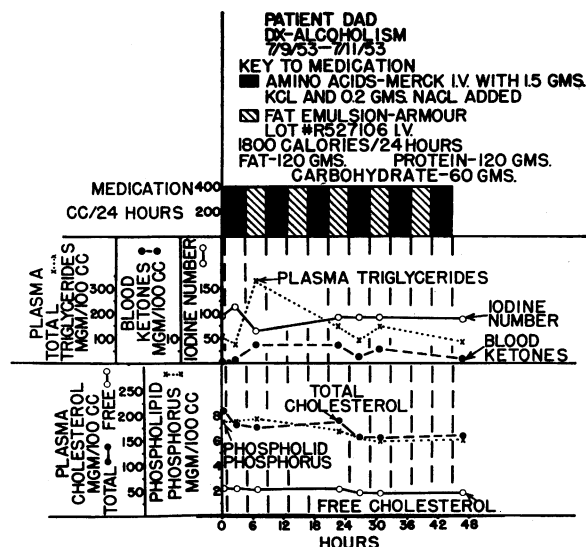 PATIENT DAD
DX-ALCOHOLISM
7/9/53-7/11/53
KEY TO MEDICATION
AMINO ACIDS-MERCK I.V. WITH 1.5 GMS.
KCL AND 0.2 GMS. NACL ADDED
FAT EMULSION-ARMOUR
LOT #R527106 I.V.
1800 CALORIES/24 HOURS
FAT-120 GMS. PROTEIN-120 GMS.
CARBOHYDRATE-60 GMS.
MEDICATION 400
CC/24 HOURS 200
PLASMA
TOTAL
TRIGLYCERIDES
MGM/100 CC
300
200
100
BLOOD
KETONES
MGM/100 CC
10
IODINE NUMBER
150
100
50
PLASMA TRIGLYCERIDES
IODINE
NUMBER
BLOOD
KETONES
PLASMA
CHOLESTEROL
MGM/100 CC
TOTAL FREE
250
200
150
100
50
PHOSPHOLIPID
PHOSPHORUS
MGM/100 CC
8
6
4
2
TOTAL
CHOLESTEROL
PHOSPHOLID
PHOSPHORUS
FREE CHOLESTEROL
0 6 12 18 24 30 36 42 48
HOURS